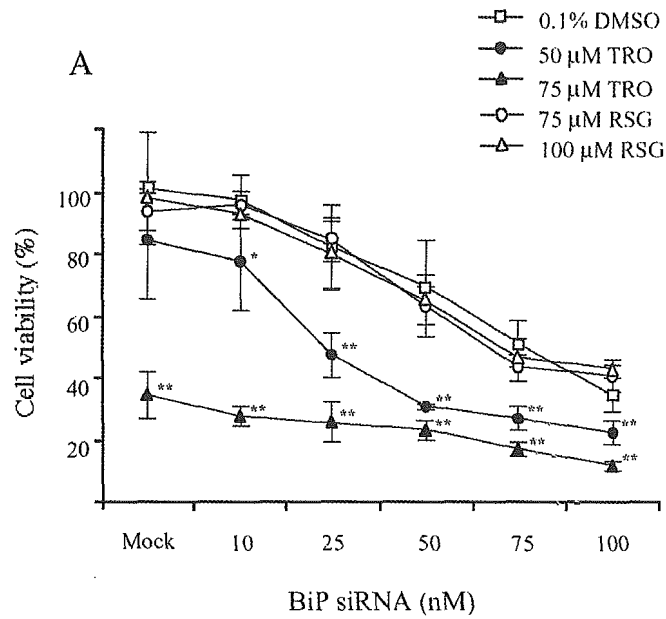 0.1% DMSO
50 µM TRO
75 µM TRO
75 µM RSG
100 µM RSG
A
100
80
60
40
20
Cell viability (%)
*
**
**
**
**
**
**
**
**
**
**
Mock 10 25 50 75 100
BiP siRNA (nM)